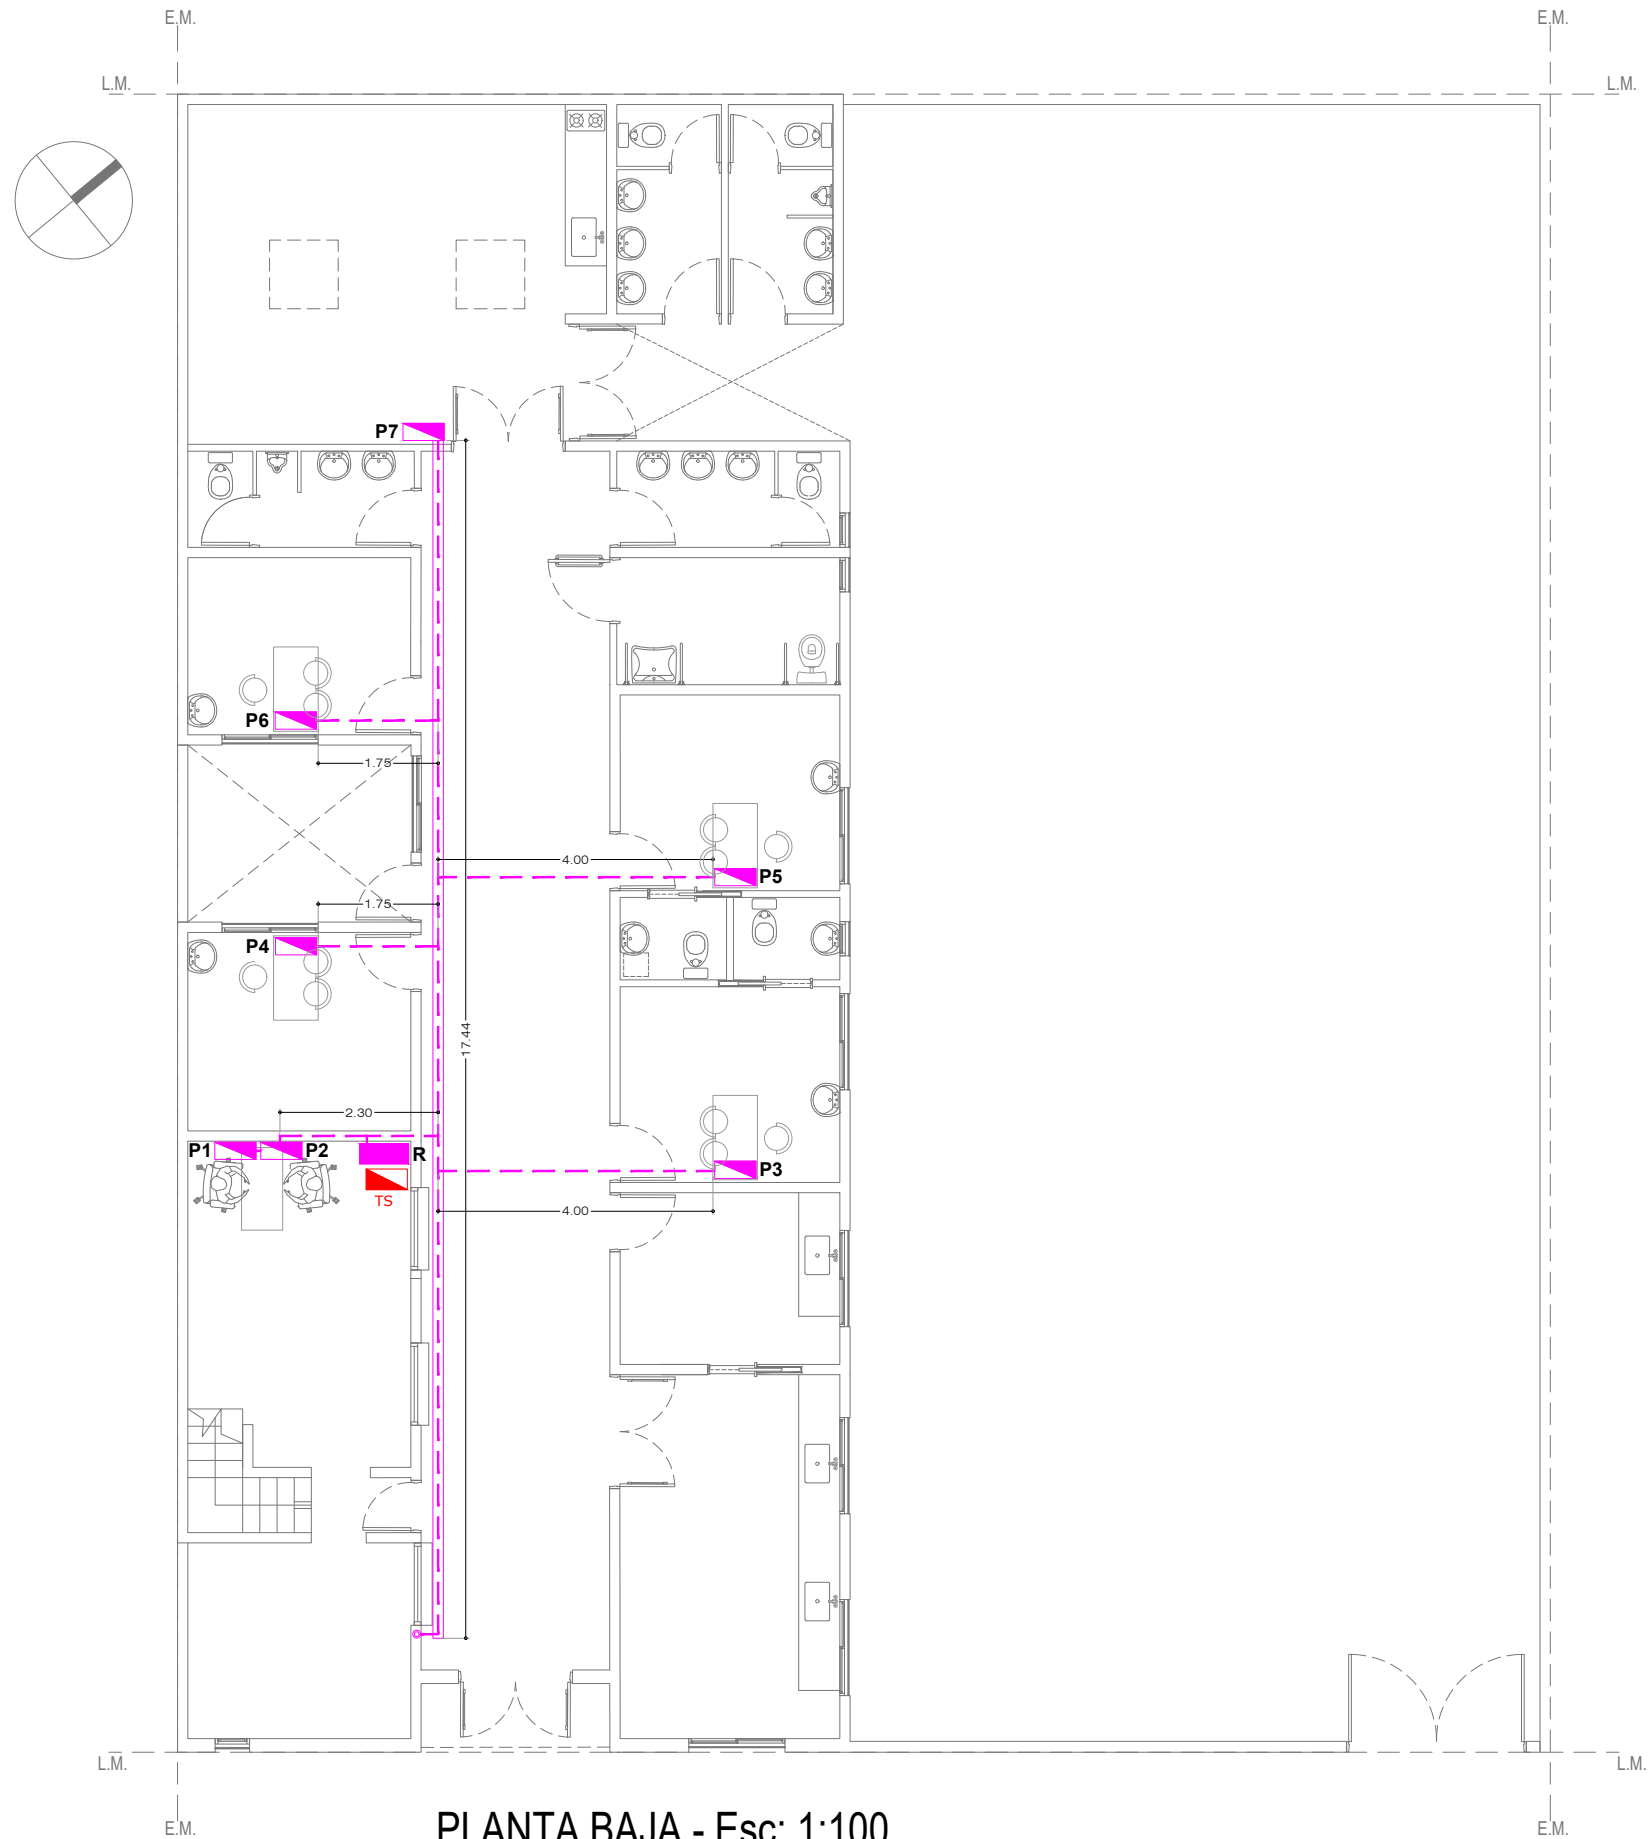 E.M. E.M.
L.M. L.M.
P7
P6
1.75
4.00
P5
1.75
P4
17.44
2.30
P1 P2 R
P3
TS
4.00
L.M. L.M.
PLANTA BAJA - Esc: 1:100
E.M. E.M.